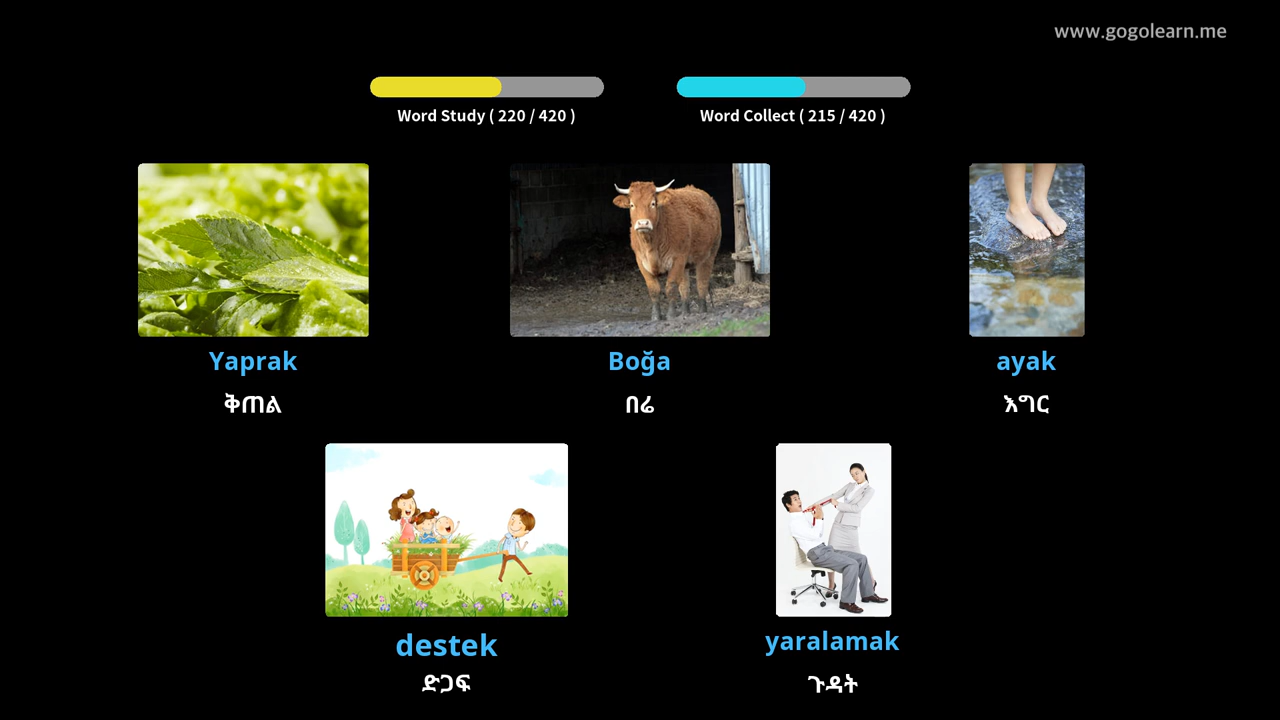 www.gogolearn.me
Word Study ( 220 / 420 )
Word Collect ( 215 / 420 )
Yaprak
ቅጠል
Boğa
በሬ
ayak
እግር
destek
ድጋፍ
yaralamak
ጉዳት